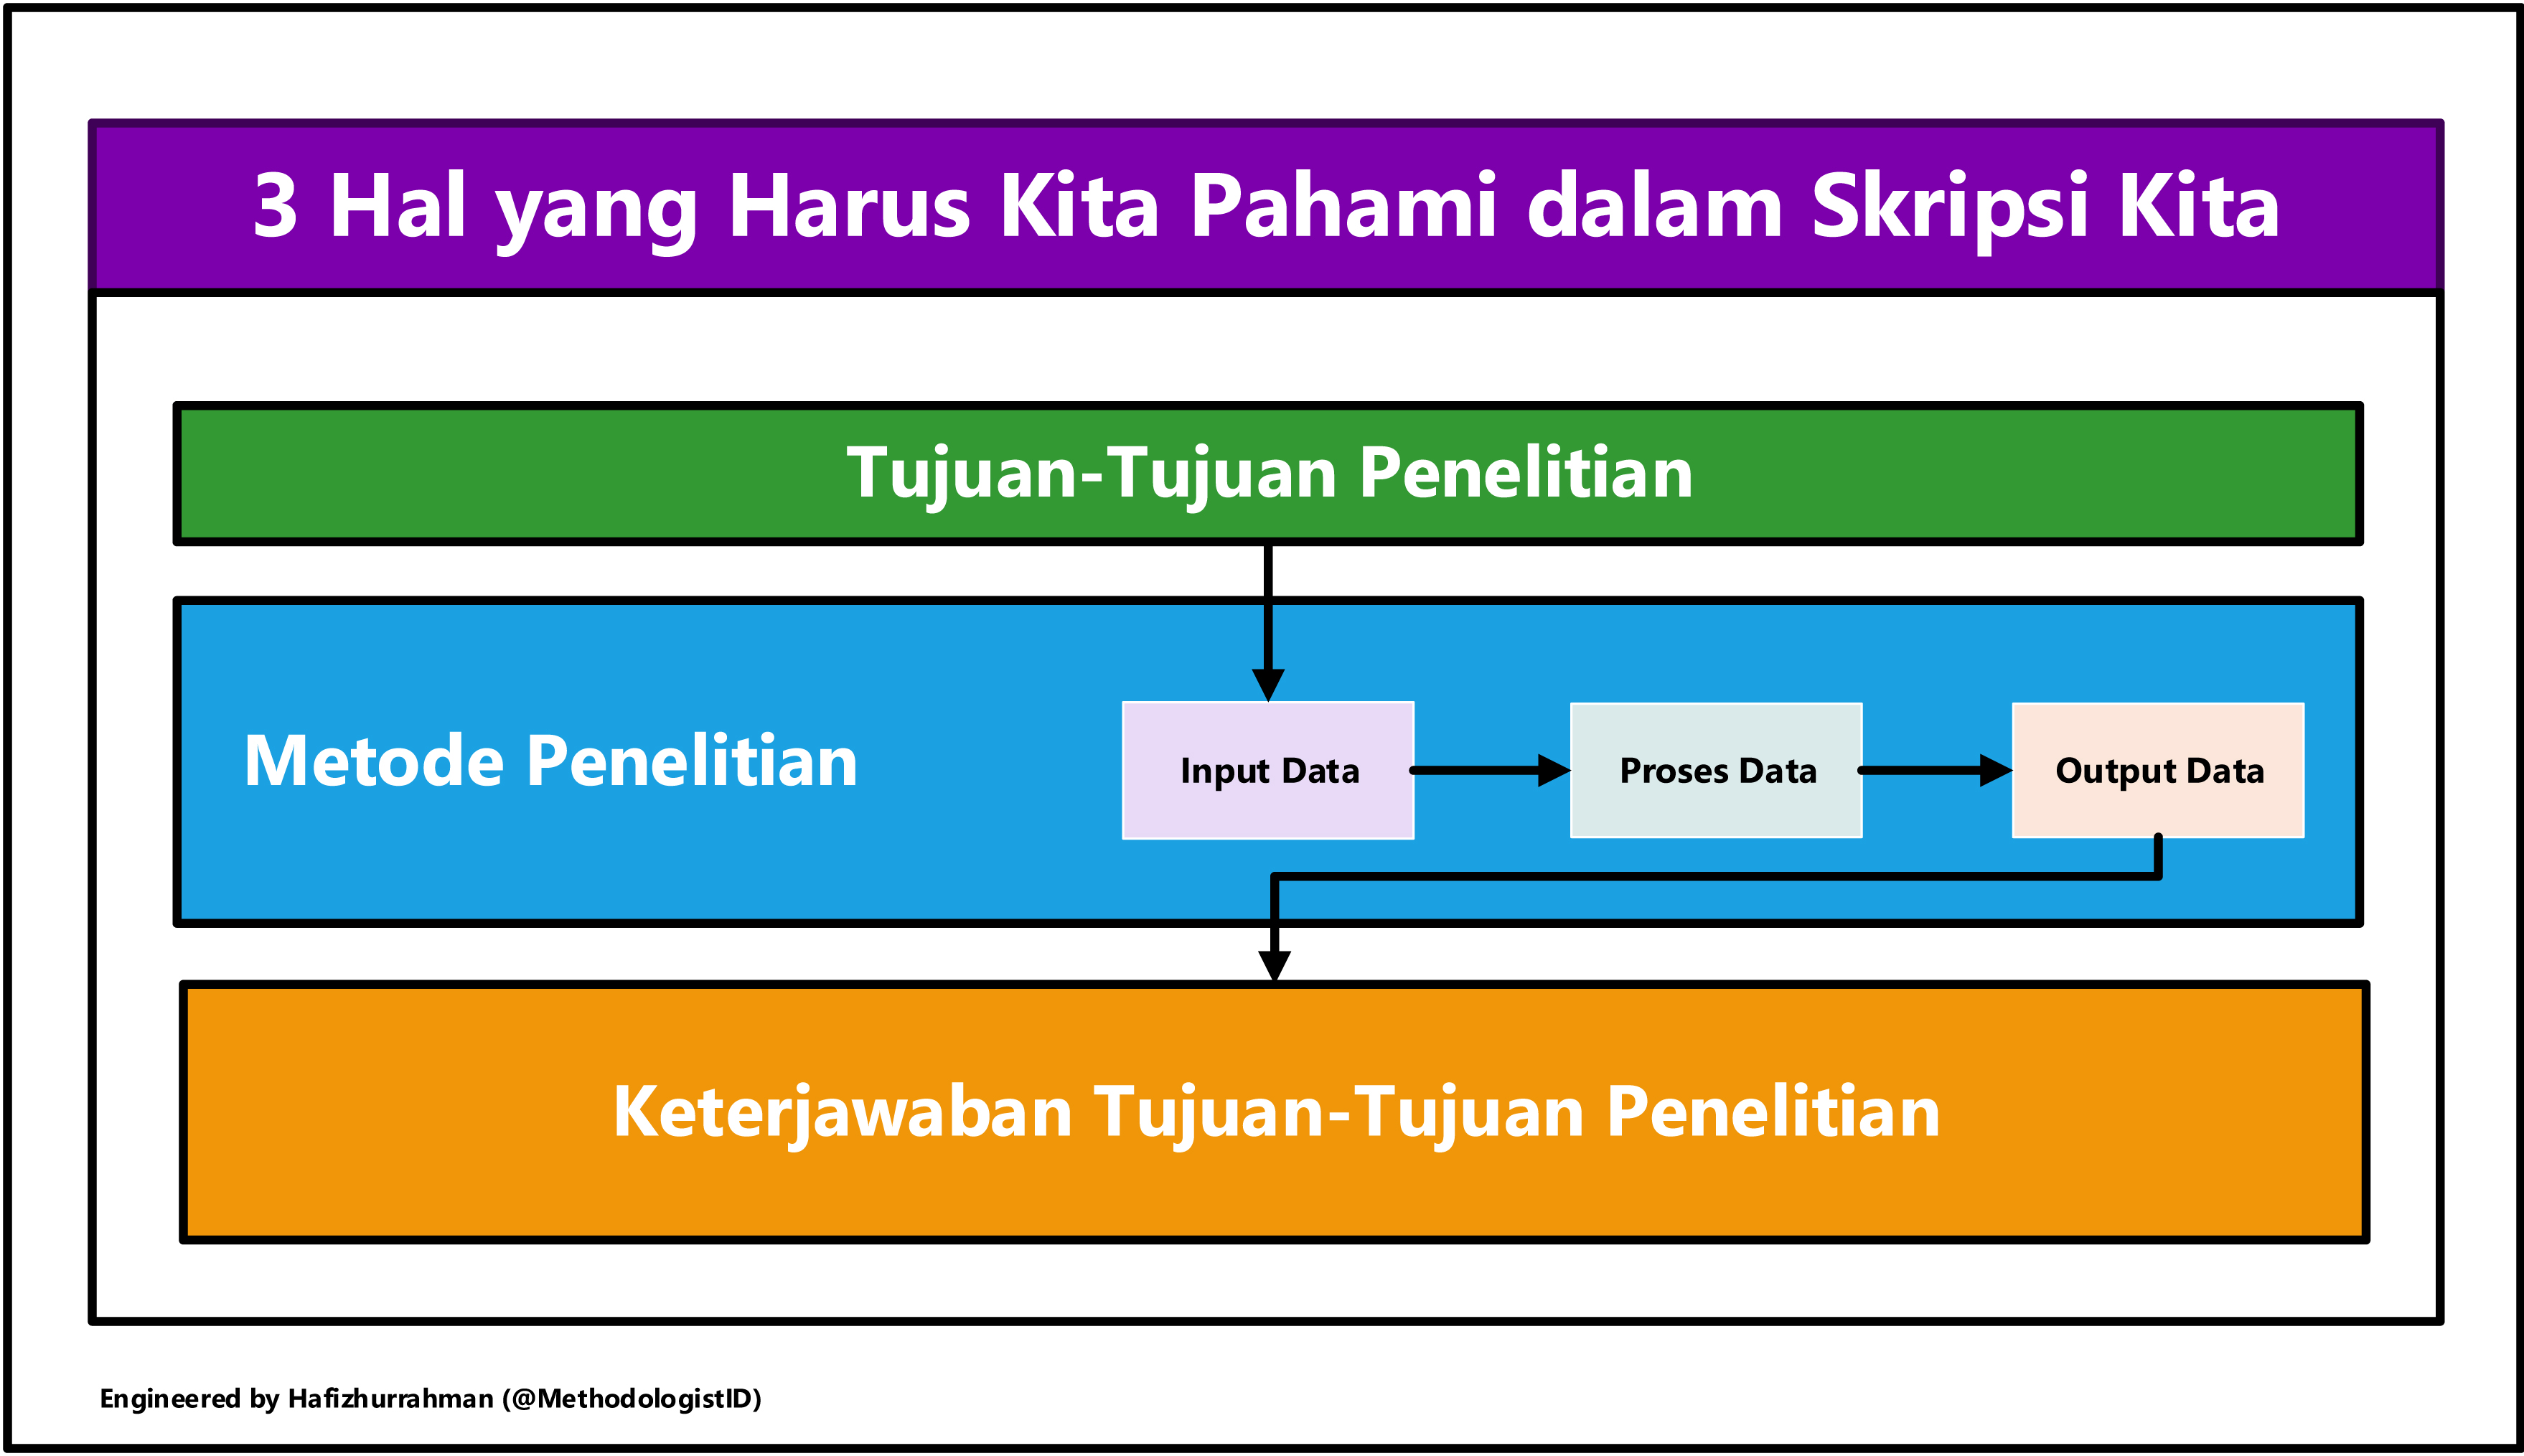 3 Hal yang Harus Kita Pahami dalam Skripsi Kita
Tujuan-Tujuan Penelitian
Metode Penelitian
Input Data
Proses Data
Output Data
Keterjawaban Tujuan-Tujuan Penelitian
Engineered by Hafizhurrahman (@MethodologistID)